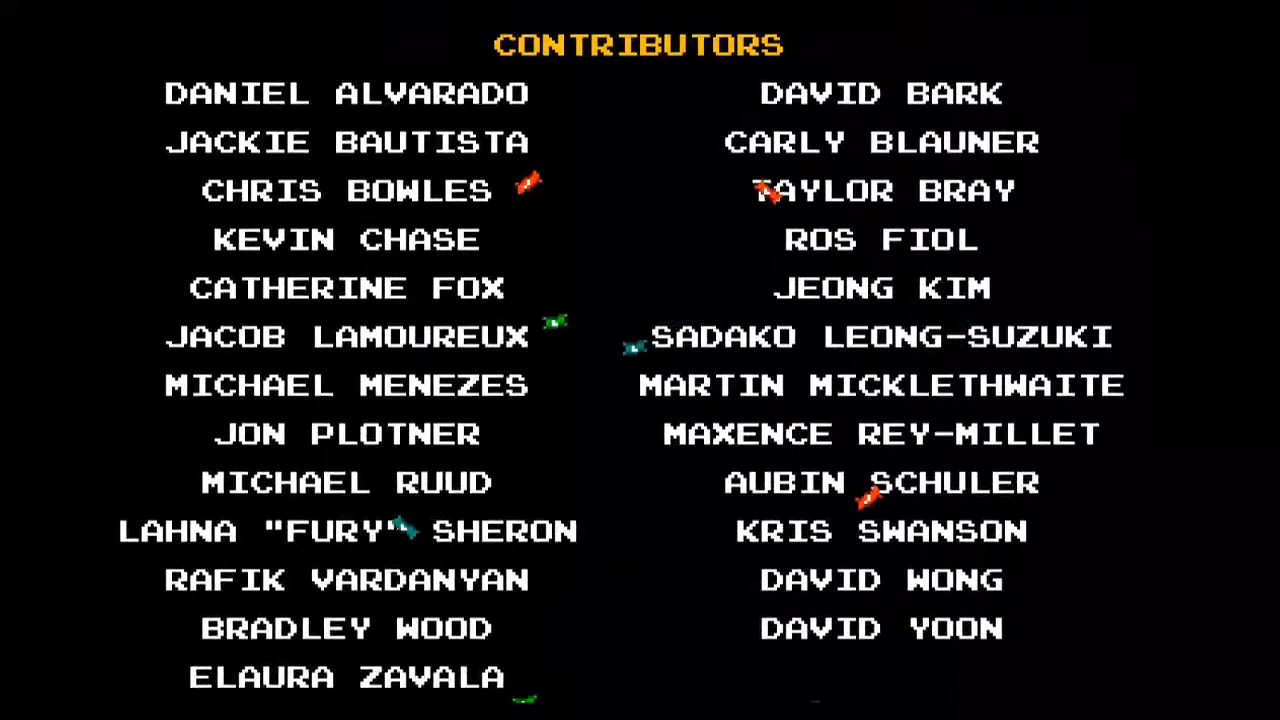 CONTRIBUTORS
DANIEL ALVARADO DAVID BARK
JACKIE BAUTISTA CARLY BLAUNER
CHRIS BOWLES TAYLOR BRAY
KEVIN CHASE ROS FIOL
CATHERINE FOX JEONG KIM
JACOB LAMOUREUX SADAKO LEONG-SUZUKI
MICHAEL MENEZES MARTIN MICKLETHWAITE
JON PLOTNER MAXENCE REY-MILLET
MICHAEL RUUD AUBIN SCHULER
LAHNA "FURY" SHERON KRIS SWANSON
RAFIK VARDANYAN DAVID WONG
BRADLEY WOOD DAVID YOON
ELAURA ZAVALA